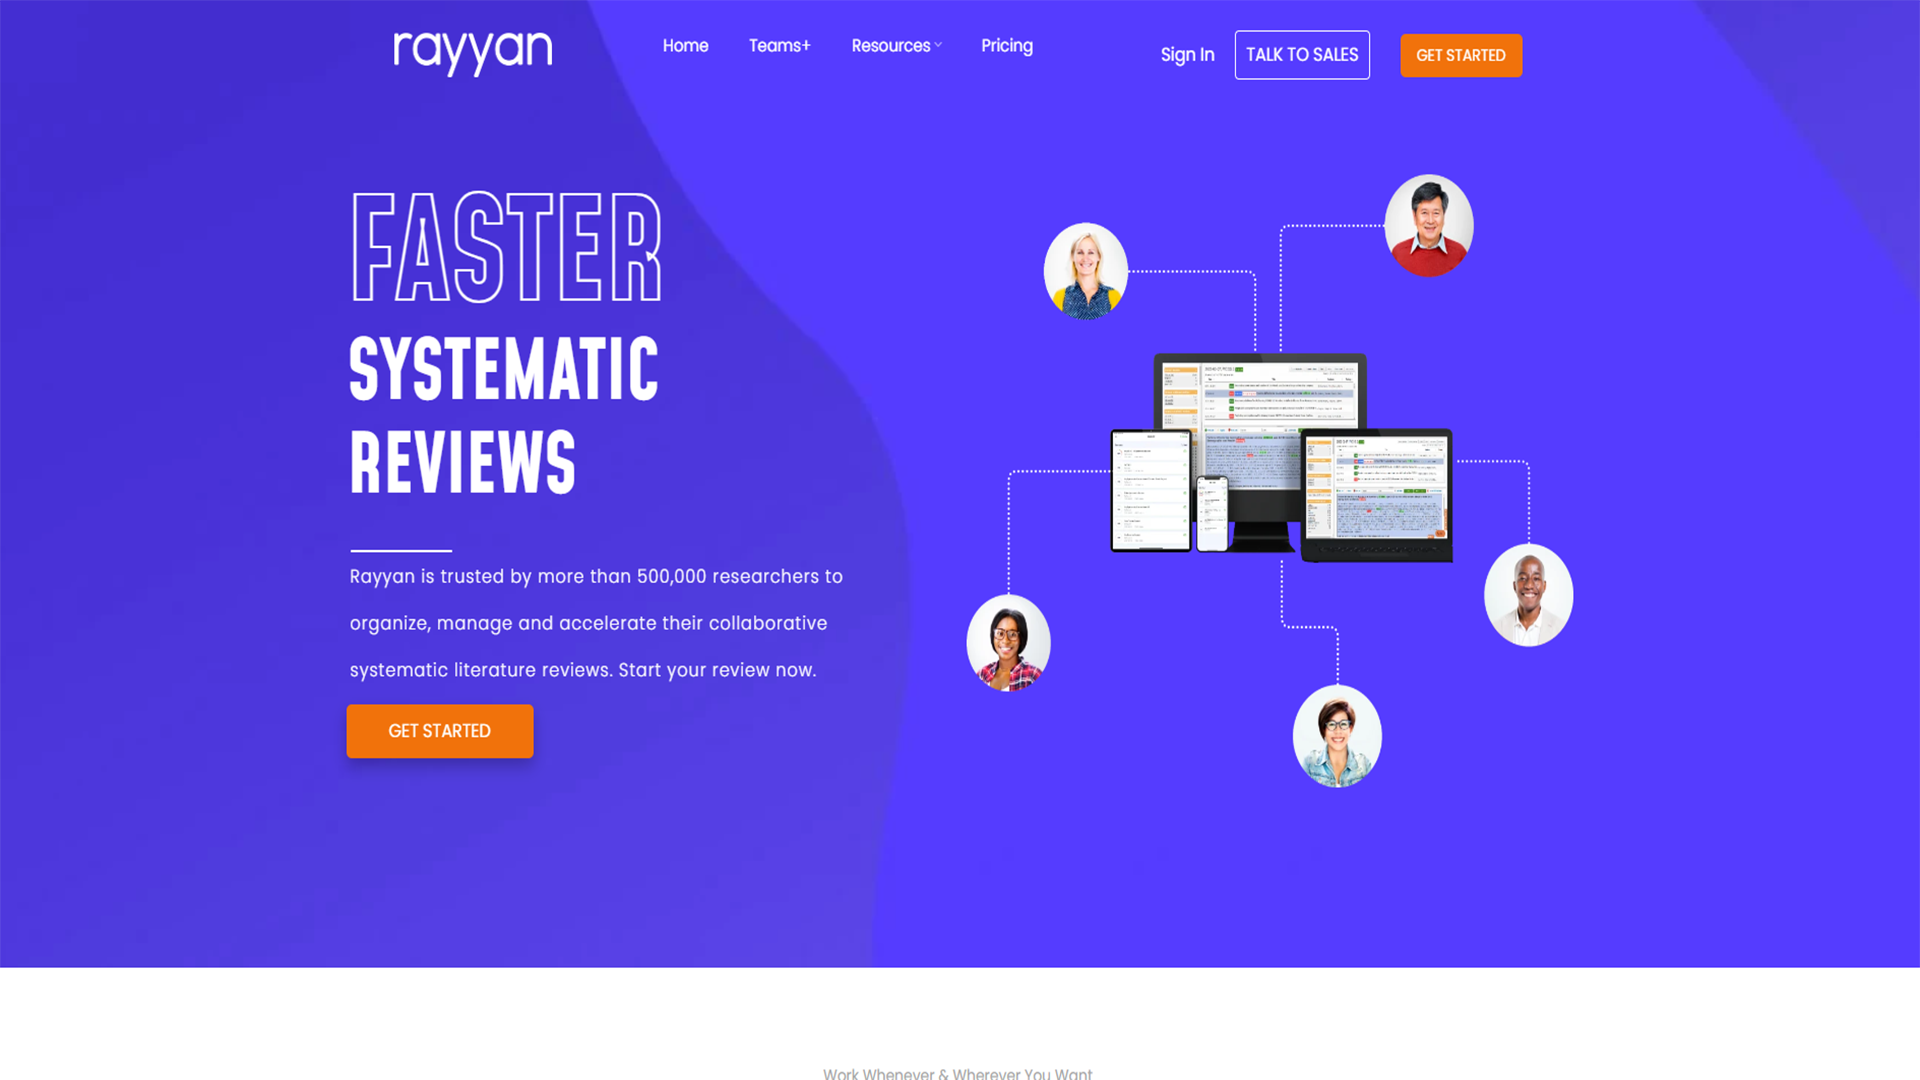 rayyan
Home Teams+ Resources Pricing
Sign In TALK TO SALES GET STARTED
FASTER
SYSTEMATIC
REVIEWS
Rayyan is trusted by more than 500,000 researchers to
organize, manage and accelerate their collaborative
systematic literature reviews. Start your review now.
GET STARTED
Work Whenever & Wherever You Want